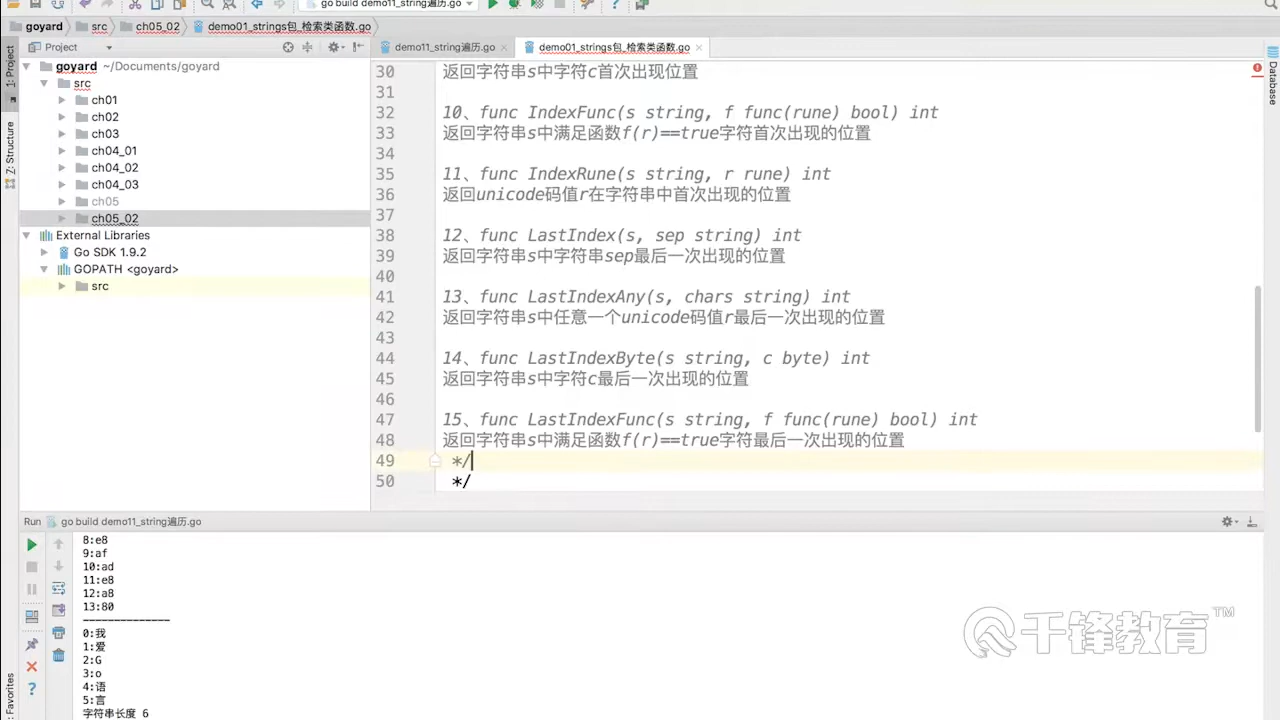 go build demo11_string遍历.go
goyard
src
ch05_02
demo01_strings包_检索类函数.go
Project
demo11_string遍历.go
demo01_strings包_检索类函数.go
1: Project
Z: Structure
Favorites
Database
goyard ~/Documents/goyard
src
ch01
ch02
ch03
ch04_01
ch04_02
ch04_03
ch05
ch05_02
External Libraries
Go SDK 1.9.2
GOPATH <goyard>
src
30 返回字符串s中字符c首次出现位置
31
32 10、func IndexFunc(s string, f func(rune) bool) int
33 返回字符串s中满足函数f(r)==true字符首次出现的位置
34
35 11、func IndexRune(s string, r rune) int
36 返回unicode码值r在字符串中首次出现的位置
37
38 12、func LastIndex(s, sep string) int
39 返回字符串s中字符串sep最后一次出现的位置
40
41 13、func LastIndexAny(s, chars string) int
42 返回字符串s中任意一个unicode码值r最后一次出现的位置
43
44 14、func LastIndexByte(s string, c byte) int
45 返回字符串s中字符c最后一次出现的位置
46
47 15、func LastIndexFunc(s string, f func(rune) bool) int
48 返回字符串s中满足函数f(r)==true字符最后一次出现的位置
49 */
50 */
Run go build demo11_string遍历.go
8:e8
9:af
10:ad
11:e8
12:a8
13:80
--------------
0:我
1:爱
2:G
3:o
4:语
5:言
字符串长度 6
千锋教育™